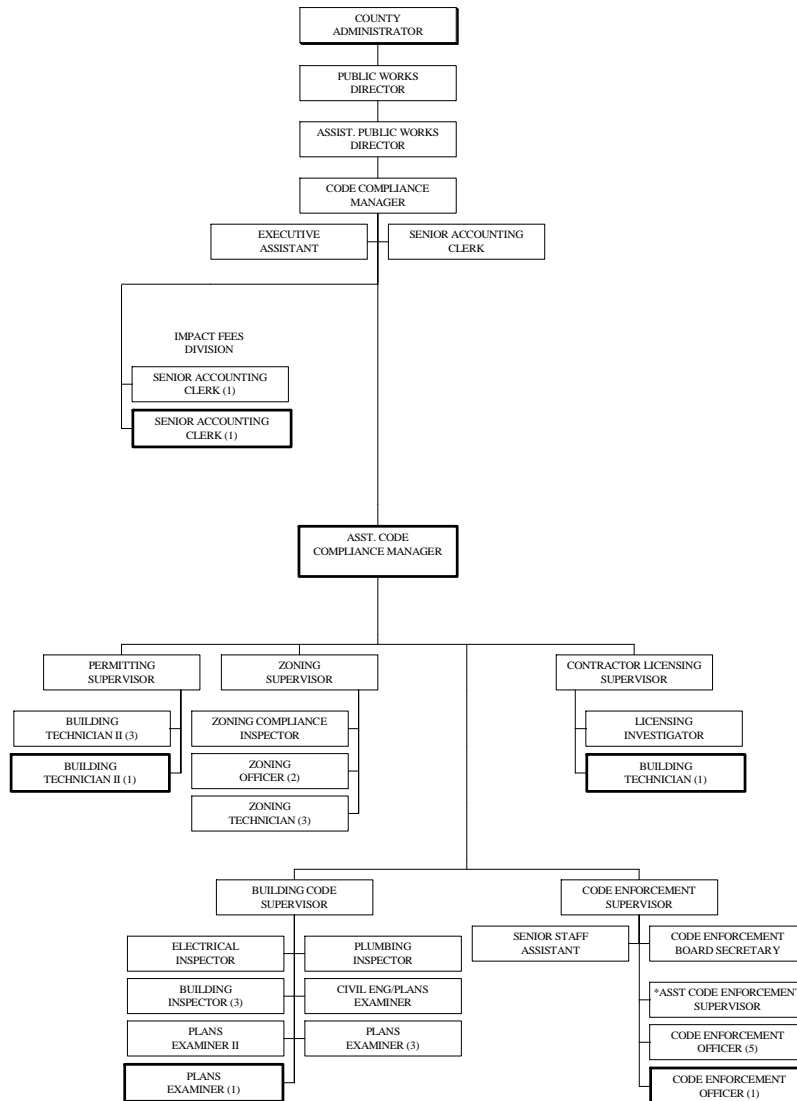 COUNTY
ADMINISTRATOR
PUBLIC WORKS
DIRECTOR
ASSIST. PUBLIC WORKS
DIRECTOR
CODE COMPLIANCE
MANAGER
EXECUTIVE
ASSISTANT
SENIOR ACCOUNTING
CLERK
IMPACT FEES
DIVISION
SENIOR ACCOUNTING
CLERK (1)
SENIOR ACCOUNTING
CLERK (1)
ASST. CODE
COMPLIANCE MANAGER
PERMITTING
SUPERVISOR
BUILDING
TECHNICIAN II (3)
BUILDING
TECHNICIAN II (1)
ZONING
SUPERVISOR
ZONING COMPLIANCE
INSPECTOR
ZONING
OFFICER (2)
ZONING
TECHNICIAN (3)
CONTRACTOR LICENSING
SUPERVISOR
LICENSING
INVESTIGATOR
BUILDING
TECHNICIAN (1)
BUILDING CODE
SUPERVISOR
ELECTRICAL
INSPECTOR
PLUMBING
INSPECTOR
BUILDING
INSPECTOR (3)
CIVIL ENG/PLANS
EXAMINER
PLANS
EXAMINER II
PLANS
EXAMINER (3)
PLANS
EXAMINER (1)
CODE ENFORCEMENT
SUPERVISOR
SENIOR STAFF
ASSISTANT
CODE ENFORCEMENT
BOARD SECRETARY
*ASST CODE ENFORCEMENT
SUPERVISOR
CODE ENFORCEMENT
OFFICER (5)
CODE ENFORCEMENT
OFFICER (1)